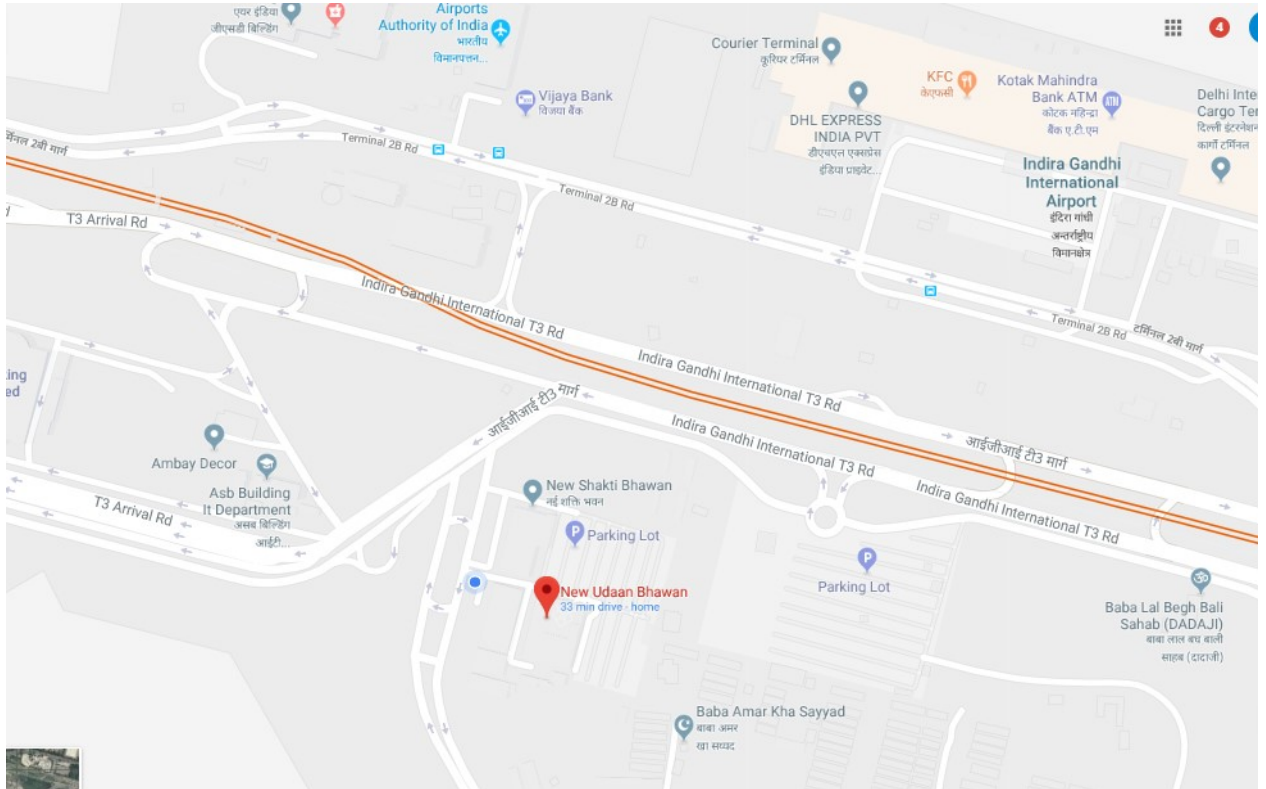 एयर इंडिया
जीएसडी बिल्डिंग
Airports
Authority of India
भारतीय
विमानपत्तन...
4
Courier Terminal
कूरियर टर्मिनल
KFC
केएफसी
Kotak Mahindra
Bank ATM
कोटक महिन्द्रा
बैंक ए.टी.एम
ATM
Delhi Inte
Cargo Ter
दिल्ली इंटरनेशन
कार्गो टर्मिनल
Vijaya Bank
विजया बैंक
DHL EXPRESS
INDIA PVT
डीएचएल एक्सप्रेस
इंडिया प्राइवेट...
Terminal 2B Rd
र्मिनल 2बी मार्ग
Indira Gandhi
International
Airport
इंदिरा गांधी
अन्तर्राष्ट्रीय
विमानक्षेत्र
Terminal 2B Rd
T3 Arrival Rd
Indira Gandhi International T3 Rd
Terminal 2B Rd
टर्मिनल 2बी मार्ग
Indira Gandhi International T3 Rd
ing
ed
आईजीआई टी3 मार्ग
Indira Gandhi International T3 Rd
आईजीआई टी3 मार्ग
Ambay Decor
Indira Gandhi International T3 Rd
Asb Building
It Department
असब बिल्डिंग
आईटी...
T3 Arrival Rd
New Shakti Bhawan
नई शक्ति भवन
P
Parking Lot
P
Parking Lot
New Udaan Bhawan
33 min drive - home
Baba Lal Begh Bali
Sahab (DADAJI)
बाबा लाल बघ बाली
साहब (दादाजी)
Baba Amar Kha Sayyad
बाबा अमर
खा सय्यद